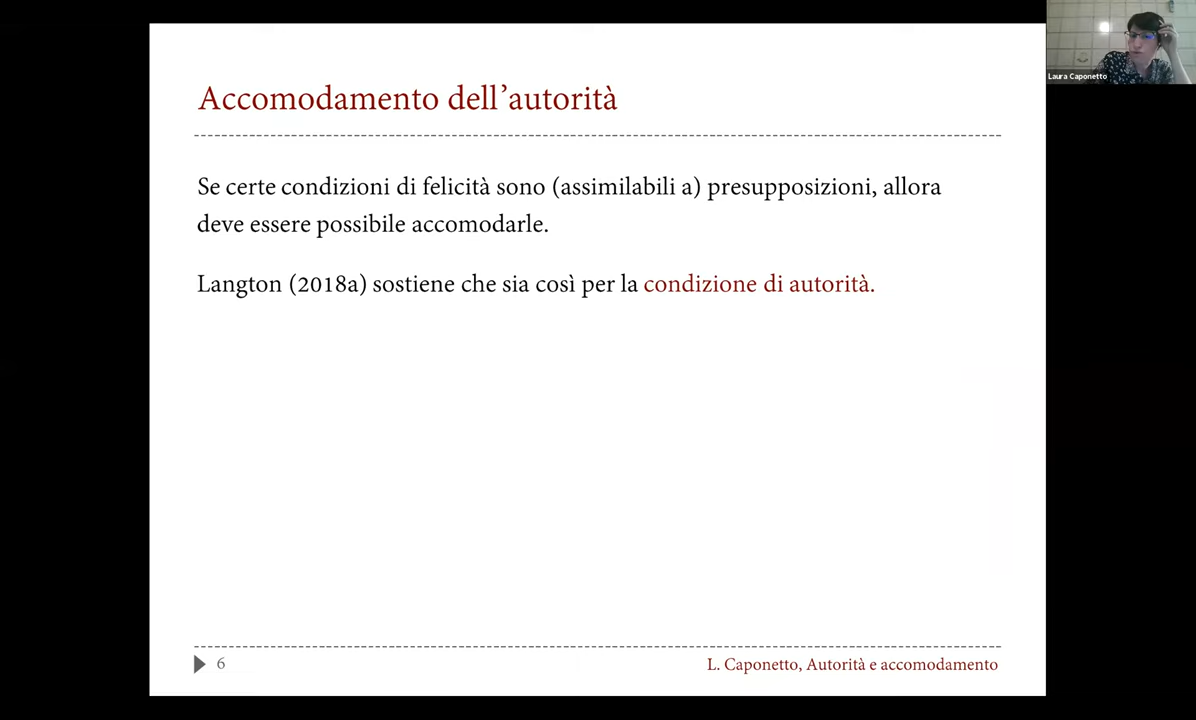 Accomodamento dell’autorità
Se certe condizioni di felicità sono (assimilabili a) presupposizioni, allora
deve essere possibile accomodarle.
Langton (2018a) sostiene che sia così per la condizione di autorità.
6
L. Caponetto, Autorità e accomodamento
Laura Caponetto